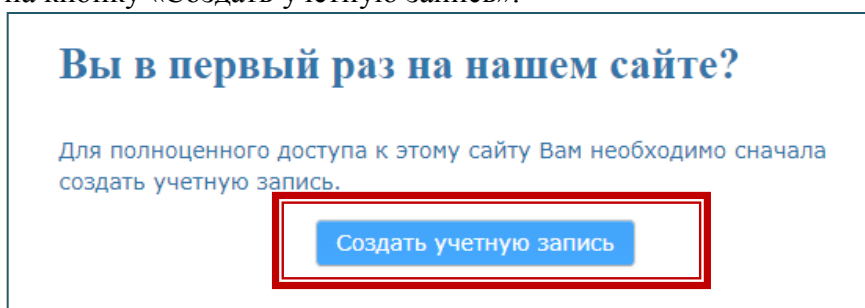 на кнопку «Создать учетную запись».
Вы в первый раз на нашем сайте?
Для полноценного доступа к этому сайту Вам необходимо сначала
создать учетную запись.
Создать учетную запись